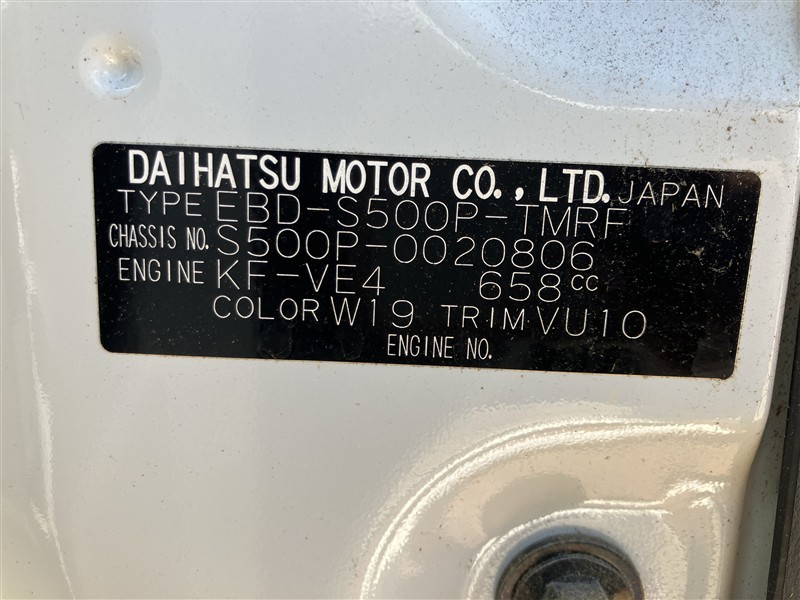 DAIHATSU MOTOR CO., LTD. JAPAN
TYPE EBD-S500P-TMRF
CHASSIS NO. S500P-0020806
ENGINE KF-VE4 658cc
COLOR W19 TRIM VU10
ENGINE NO.